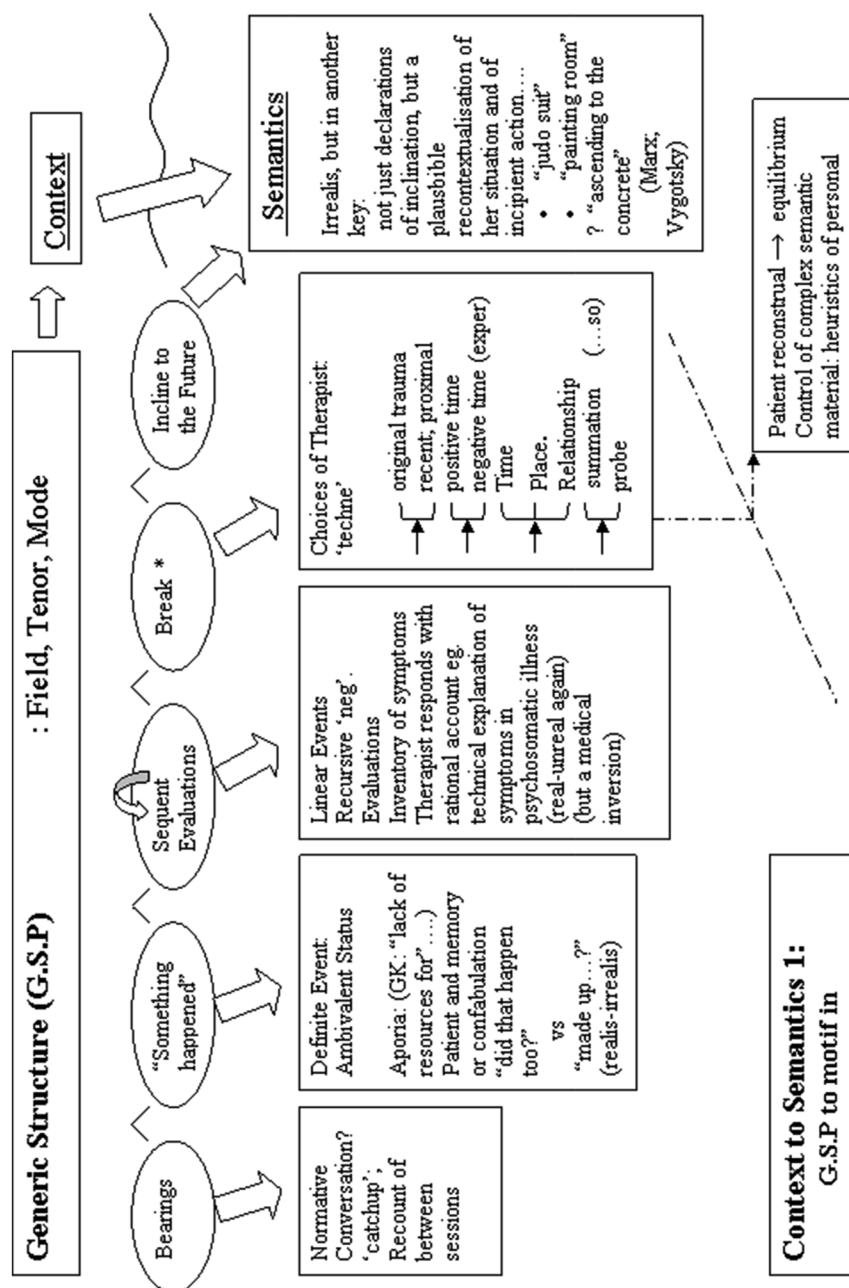 Generic Structure (G.S.P) : Field, Tenor, Mode
Context
Bearings
“Something
happened”
Sequent
Evaluations
Break *
Incline to
the Future
Normative
Conversation?
‘catchup’;
Recount of
between
sessions
Definite Event:
Ambivalent Status
Aporia: (GK: “lack of
resources for”….)
Patient and memory
or confabulation
“did that happen
too?”
vs
“made up…?”
(realis-irrealis)
Linear Events
Recursive ‘neg’.
Evaluations
Inventory of symptoms
Therapist responds with
rational account eg.
technical explanation of
symptoms in
psychosomatic illness
(real-unreal again)
(but a medical
inversion)
Choices of Therapist:
‘techne’
original trauma
recent; proximal
positive time
negative time (exper)
Time
Place.
Relationship
summation (…so)
probe
Semantics
Irrealis, but in another
key:
not just declarations
of inclination, but a
plausbible
recontextualisation of
her situation and of
incipient action….
• “judo suit”
• “painting room”
? “ascending to the
concrete”
(Marx;
Vygotsky)
Context to Semantics 1:
G.S.P to motif in
Patient reconstrual → equilibrium
Control of complex semantic
material: heuristics of personal